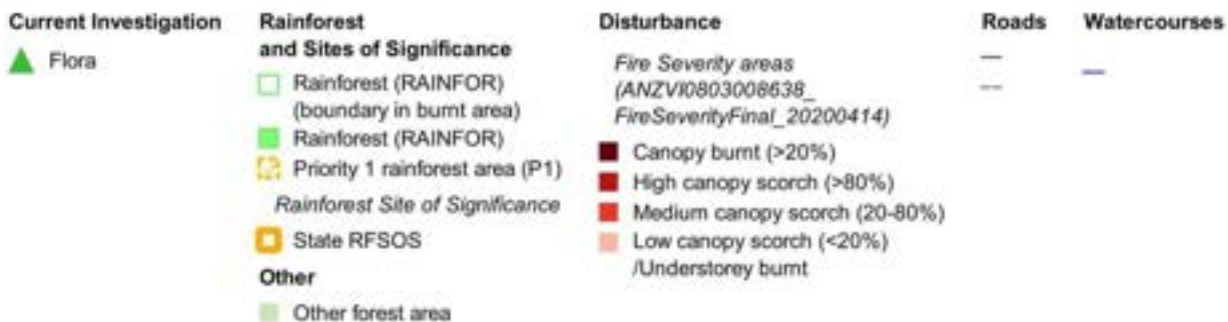 Current Investigation
Flora
Rainforest
and Sites of Significance
Rainforest (RAINFOR)
(boundary in burnt area)
Rainforest (RAINFOR)
Priority 1 rainforest area (P1)
Rainforest Site of Significance
State RFSOS
Other
Other forest area
Disturbance
Fire Severity areas
(ANZVI0803008638_
FireSeverityFinal_20200414)
Canopy burnt (>20%)
High canopy scorch (>80%)
Medium canopy scorch (20-80%)
Low canopy scorch (<20%)
/Understorey burnt
Roads
Watercourses